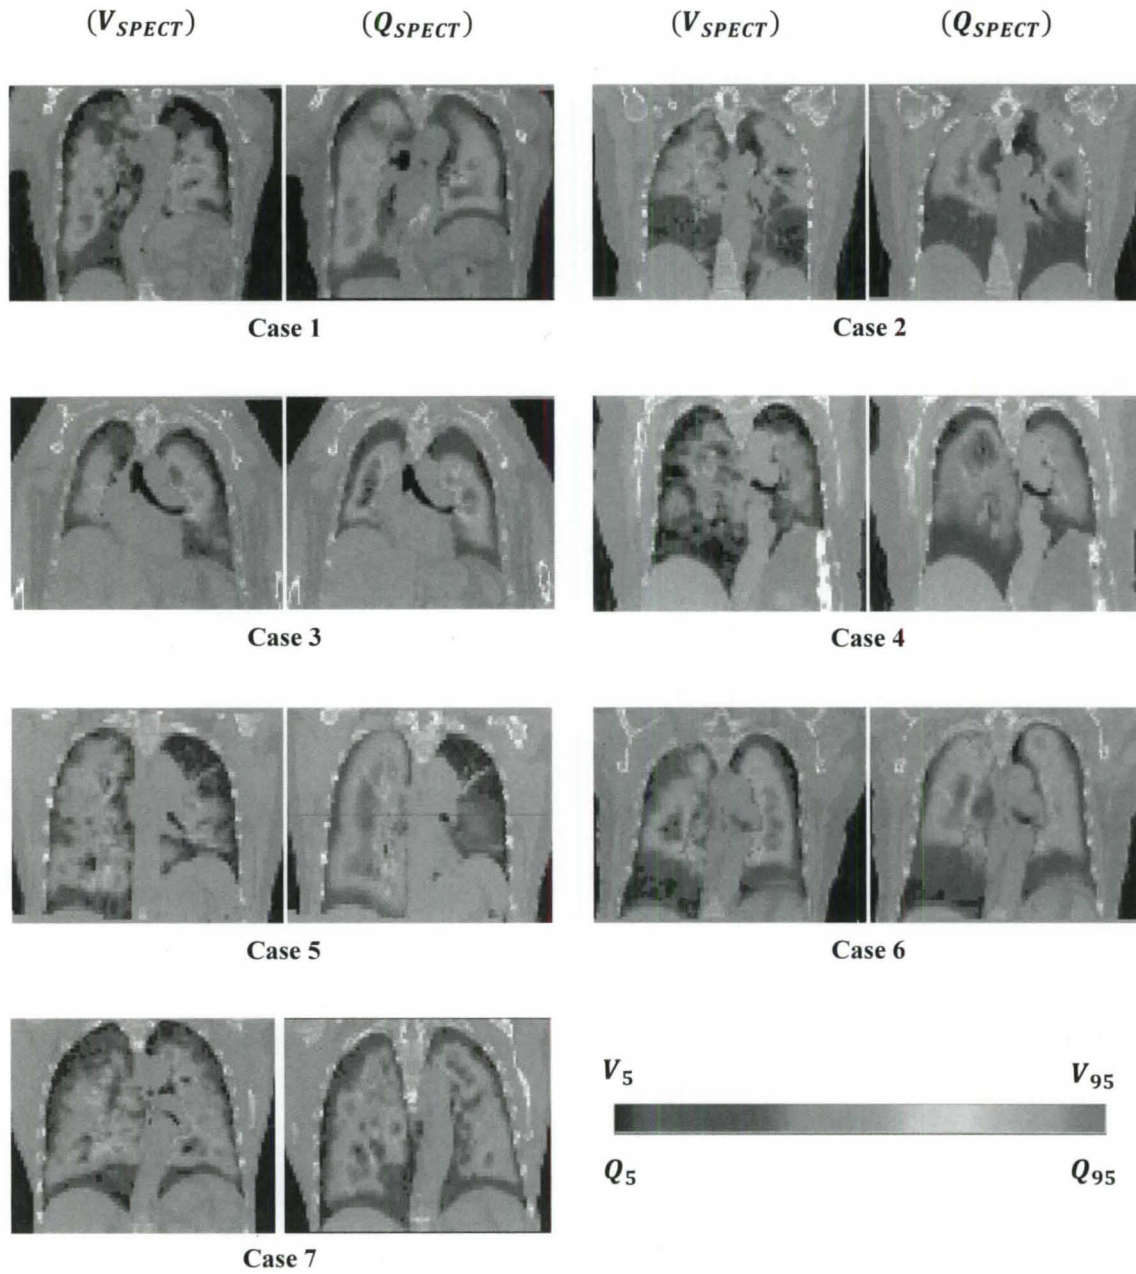 (V_SPECT) (Q_SPECT) (V_SPECT) (Q_SPECT)
Case 1 Case 2
Case 3 Case 4
Case 5 Case 6
V_5 V_95
Q_5 Q_95
Case 7